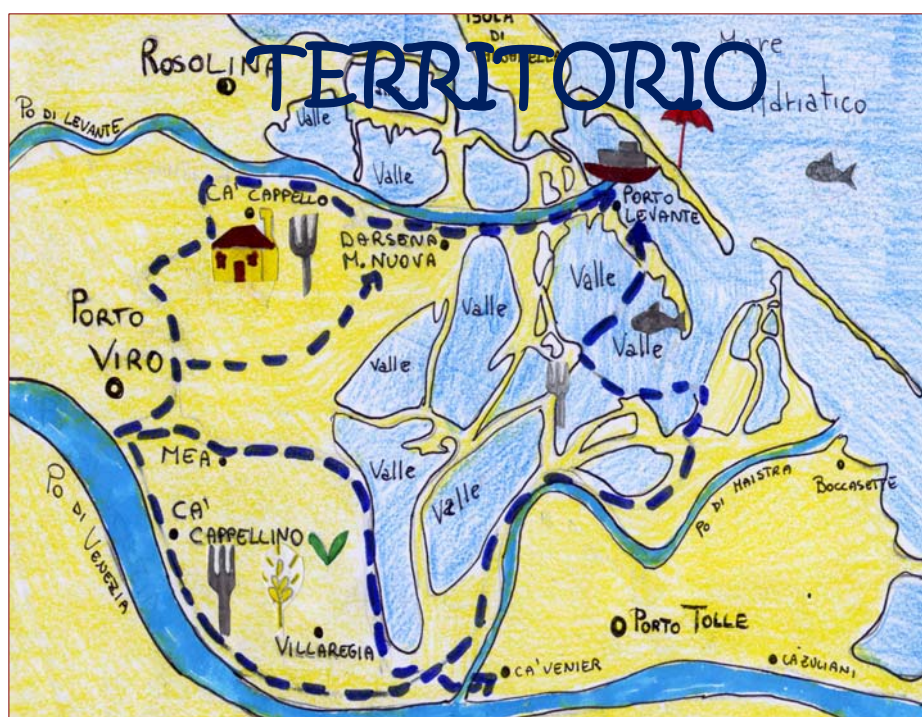 TERRITORIO
ISOLA
DI
Mare
Adriatico
ROSOLINA
PO DI LEVANTE
Valle
Valle
Valle
CA' CAPPELLO
PORTO
LEVANTE
DARSENA
M. NUOVA
Valle
Valle
PORTO
VIRO
Valle
Valle
MEA
Valle
Valle
PO DI MAISTRA
BOCCASETTE
CA'
CAPPELLINO
PO DI VENEZIA
VILLAREGIA
PORTO TOLLE
CA' VENIER
CA' ZULIANI